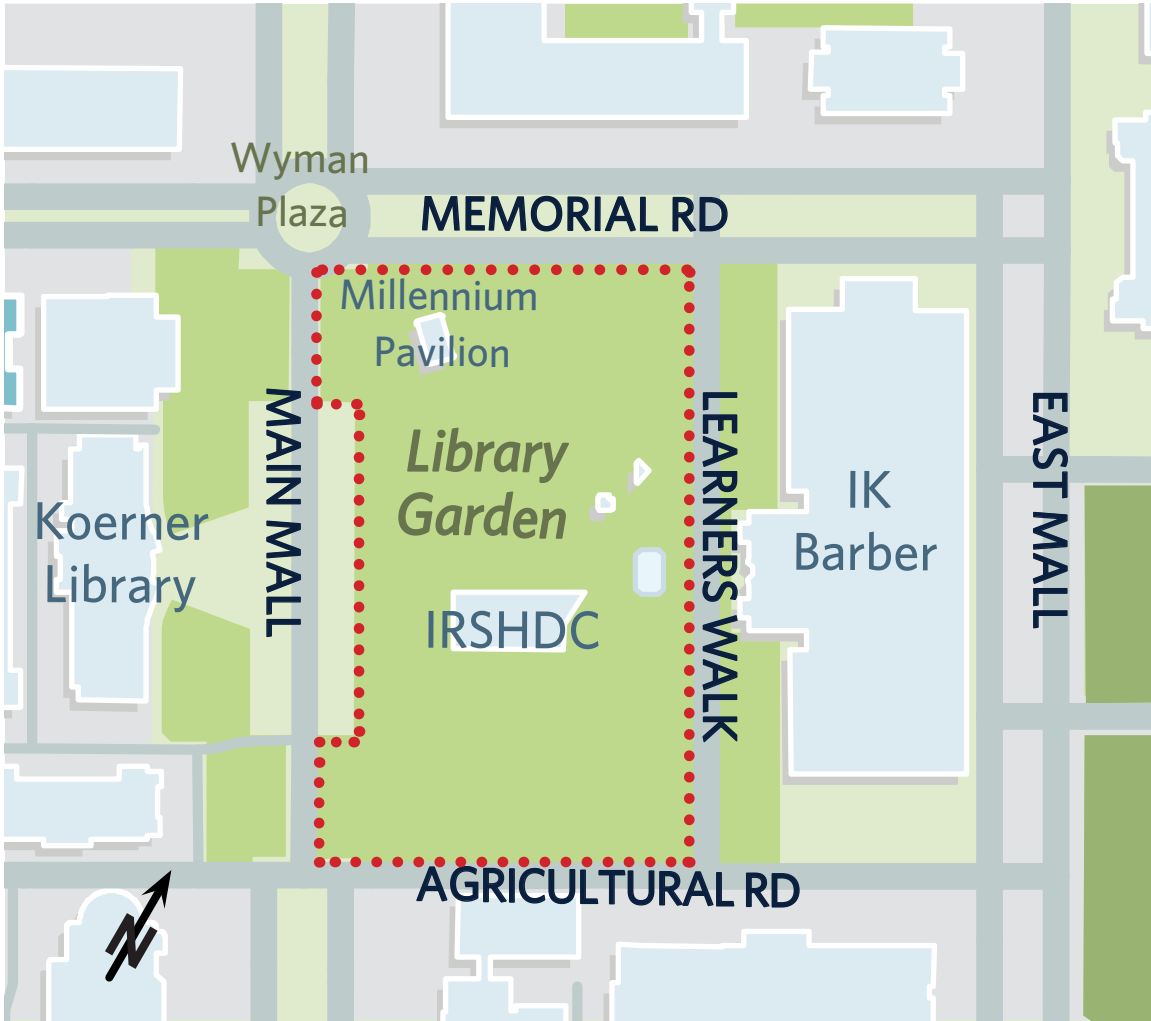 Wyman
Plaza
MEMORIAL RD
Millennium
Pavilion
MAIN MALL
LEARNERS WALK
EAST MALL
Library
Garden
IK
Barber
Koerner
Library
IRSHDC
AGRICULTURAL RD
N